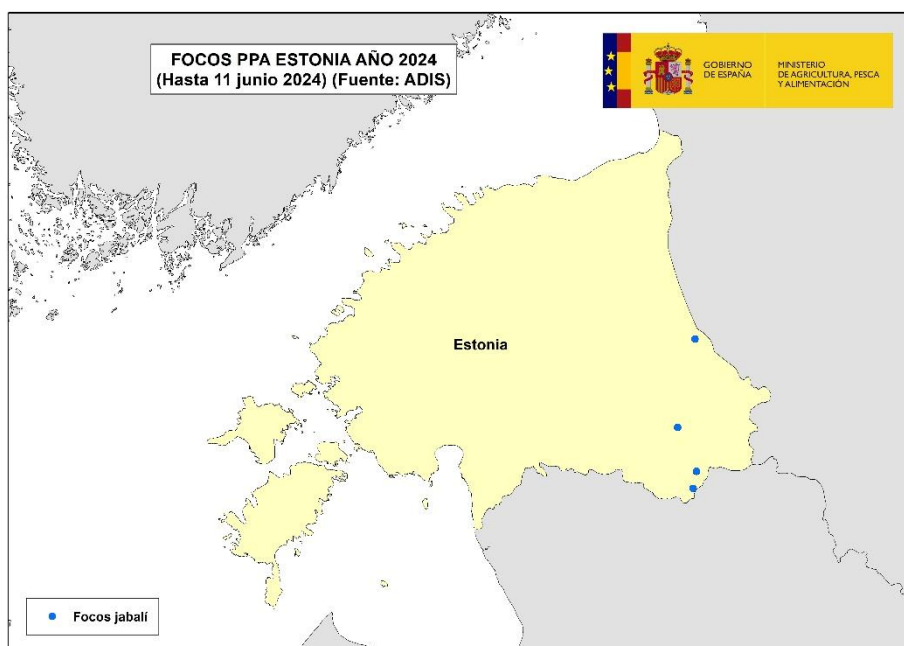 FOCOS PPA ESTONIA AÑO 2024
(Hasta 11 junio 2024) (Fuente: ADIS)
GOBIERNO
DE ESPAÑA
MINISTERIO
DE AGRICULTURA, PESCA
Y ALIMENTACIÓN
Estonia
Focos jabalí